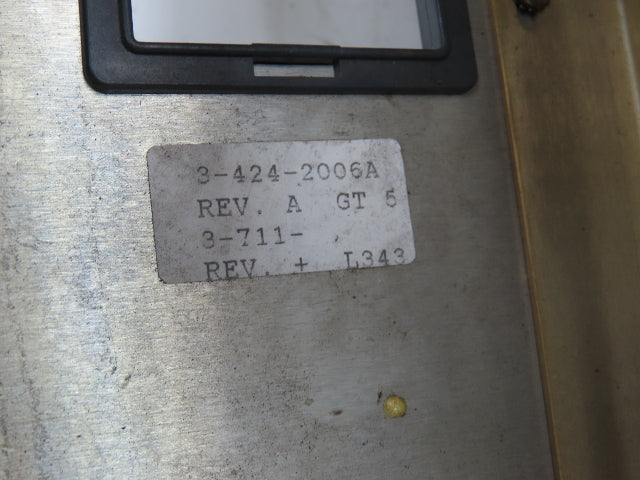 3-424-2006A
REV. A GT 5
3-711-
REV. + L343